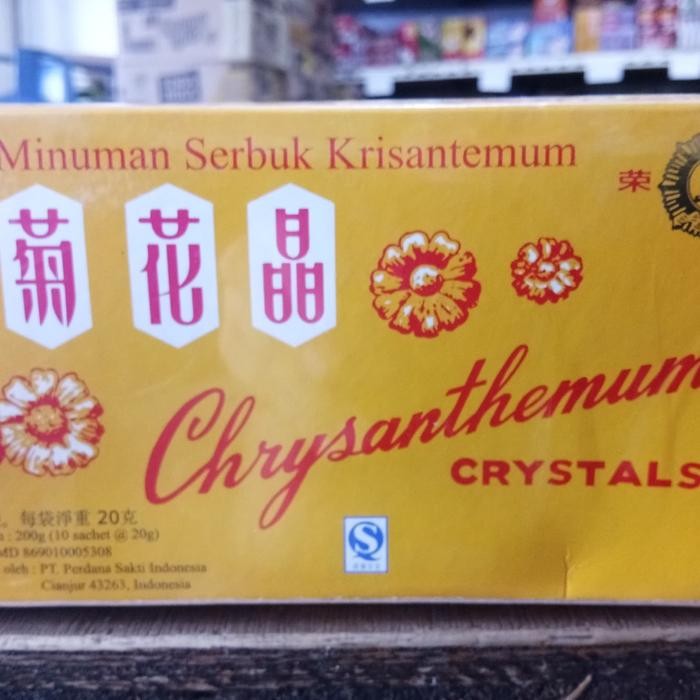 Minuman Serbuk Krisantemum
荣
菊花晶
Chrysanthemum
CRYSTALS
每袋淨重 20克
: 200g (10 sachet @ 20g)
MD 869010005308
oleh : PT. Perdana Sakti Indonesia
Cianjur 43263, Indonesia